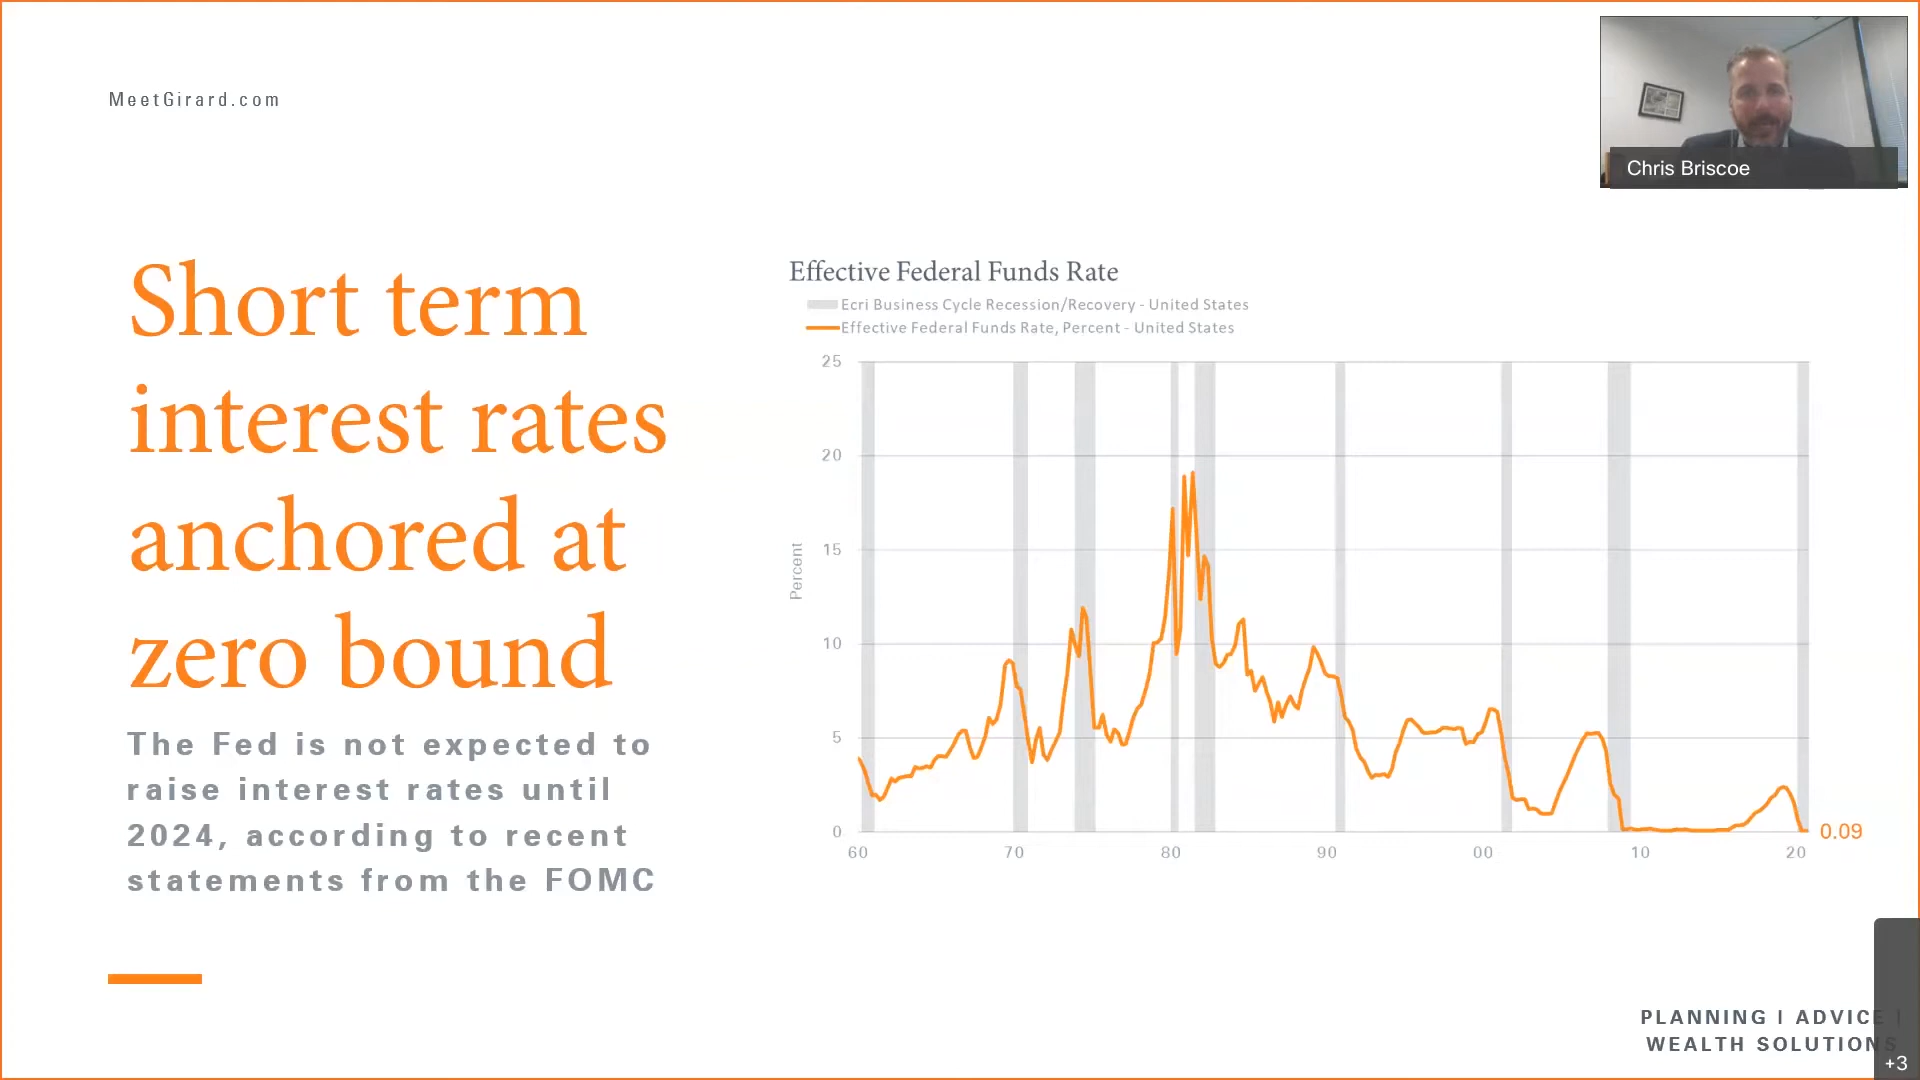 MeetGirard.com
Chris Briscoe
Short term
interest rates
anchored at
zero bound
The Fed is not expected to
raise interest rates until
2024, according to recent
statements from the FOMC
Effective Federal Funds Rate
Ecri Business Cycle Recession/Recovery - United States
Effective Federal Funds Rate, Percent - United States
Percent
25
20
15
10
5
0
60 70 80 90 00 10 20
0.09
PLANNING | ADVICE |
WEALTH SOLUTIONS
+3